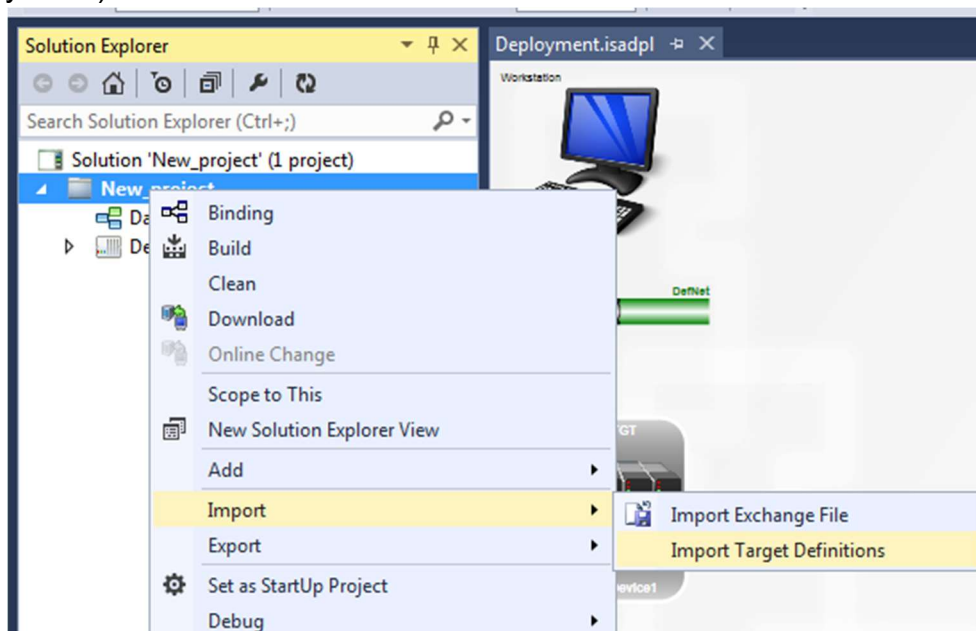 Solution Explorer
Deployment.isadpl
Workstation
Search Solution Explorer (Ctrl+;)
Solution 'New_project' (1 project)
New_project
Da
De
Binding
Build
Clean
Download
Online Change
DefNet
Scope to This
New Solution Explorer View
Add
Import
Import Exchange File
Import Target Definitions
Export
Set as StartUp Project
Debug